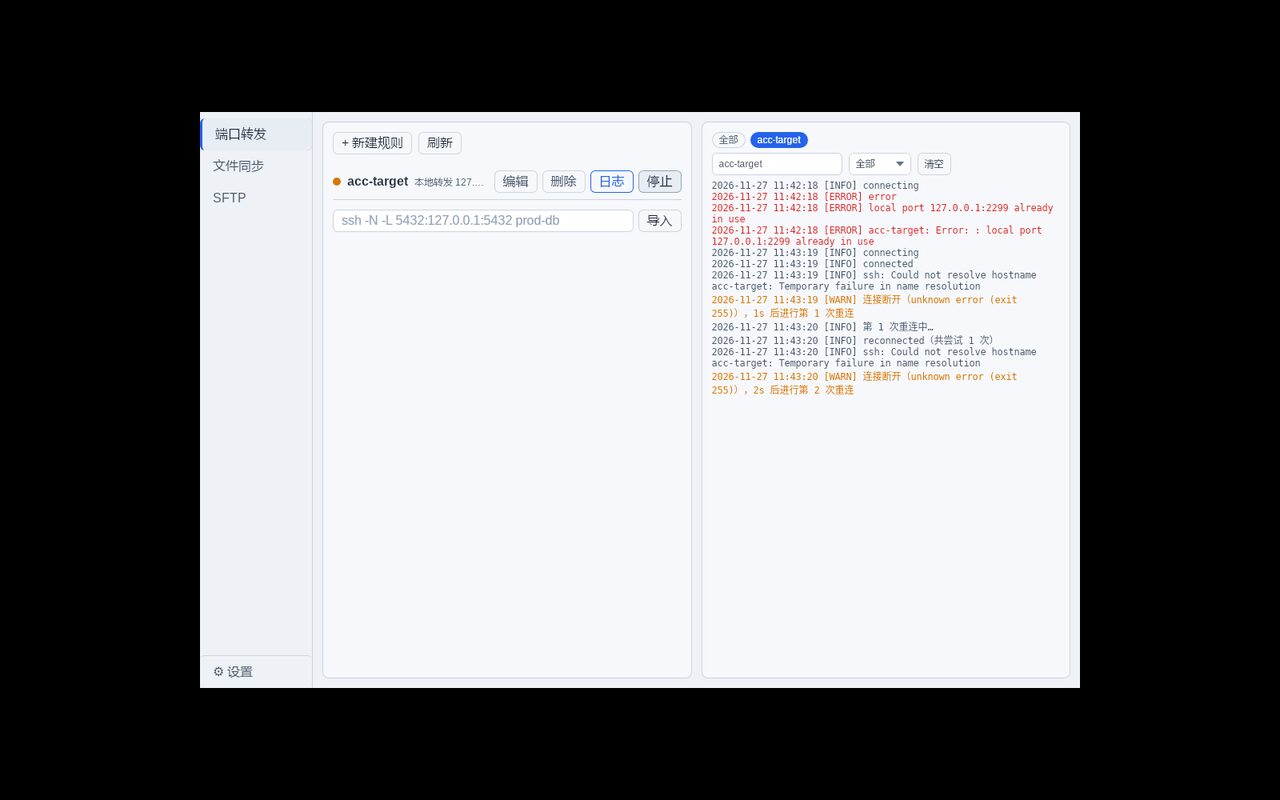 端口转发
文件同步
SFTP
⚙ 设置
+ 新建规则 刷新
acc-target 本地转发 127.… 编辑 删除 日志 停止
ssh -N -L 5432:127.0.0.1:5432 prod-db 导入
全部 acc-target
acc-target 全部 清空
2026-11-27 11:42:18 [INFO] connecting
2026-11-27 11:42:18 [ERROR] error
2026-11-27 11:42:18 [ERROR] local port 127.0.0.1:2299 already
in use
2026-11-27 11:42:18 [ERROR] acc-target: Error: : local port
127.0.0.1:2299 already in use
2026-11-27 11:43:19 [INFO] connecting
2026-11-27 11:43:19 [INFO] connected
2026-11-27 11:43:19 [INFO] ssh: Could not resolve hostname
acc-target: Temporary failure in name resolution
2026-11-27 11:43:19 [WARN] 连接断开（unknown error (exit
255)），1s 后进行第 1 次重连
2026-11-27 11:43:20 [INFO] 第 1 次重连中…
2026-11-27 11:43:20 [INFO] reconnected（共尝试 1 次）
2026-11-27 11:43:20 [INFO] ssh: Could not resolve hostname
acc-target: Temporary failure in name resolution
2026-11-27 11:43:20 [WARN] 连接断开（unknown error (exit
255)），2s 后进行第 2 次重连